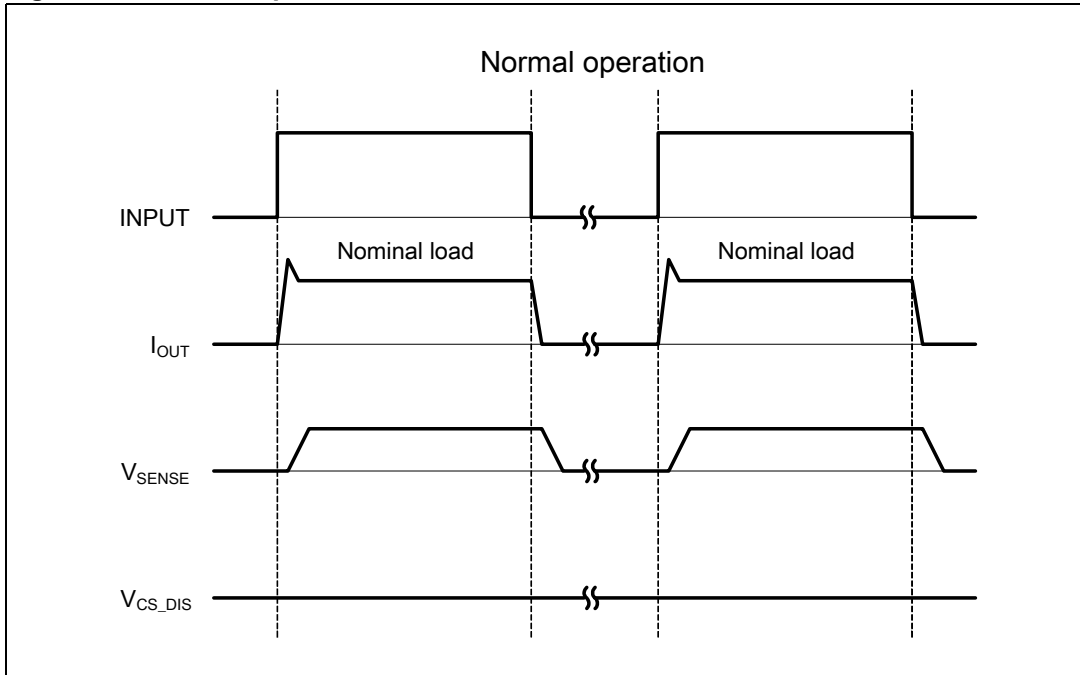 Normal operation
INPUT
Nominal load Nominal load
IOUT
VSENSE
VCS_DIS